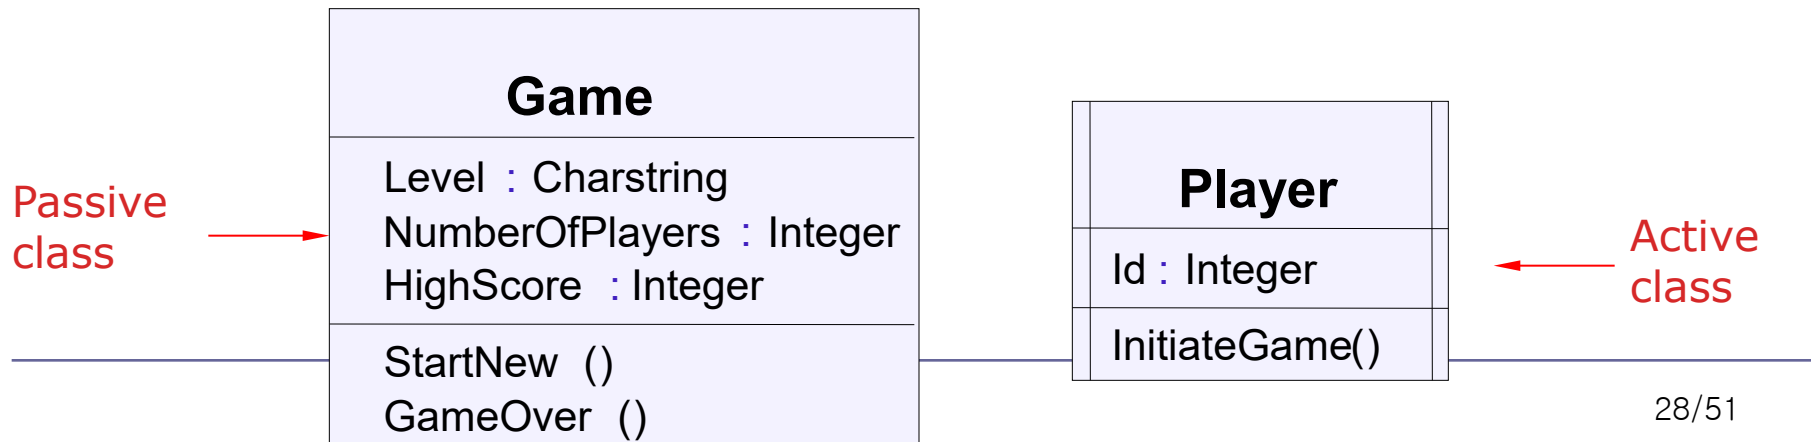 Passive
class
Game
Level : Charstring
NumberOfPlayers : Integer
HighScore : Integer
StartNew ()
GameOver ()
Player
Id : Integer
InitiateGame()
Active
class
28/51